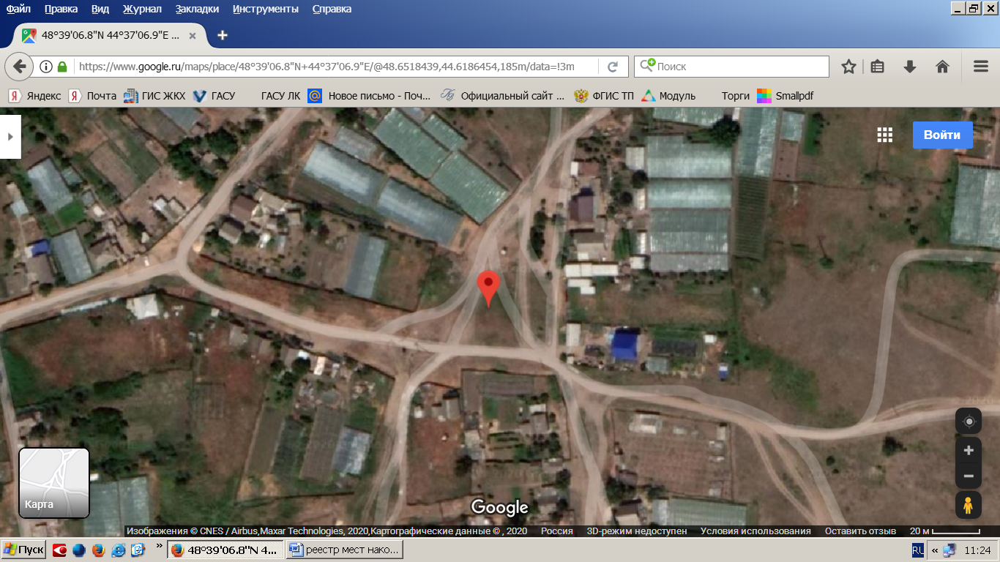 Файл Правка Вид Журнал Закладки Инструменты Справка
48°39'06.8"N 44°37'06.9"E ...
https://www.google.ru/maps/place/48°39'06.8"N+44°37'06.9"E/@48.6518439,44.6186454,185m/data=!3m
Поиск
Яндекс Почта ГИС ЖКХ ГАСУ ГАСУ ЛК Новое письмо - Поч... Официальный сайт ... ФГИС ТП Модуль Торги Smallpdf
Войти
Карта
Google
Изображения © CNES / Airbus,Maxar Technologies, 2020,Картографические данные © , 2020 Россия 3D-режим недоступен Условия использования Оставить отзыв 20 м
Пуск » 48°39'06.8"N 4... реестр мест нако... RU « 11:24